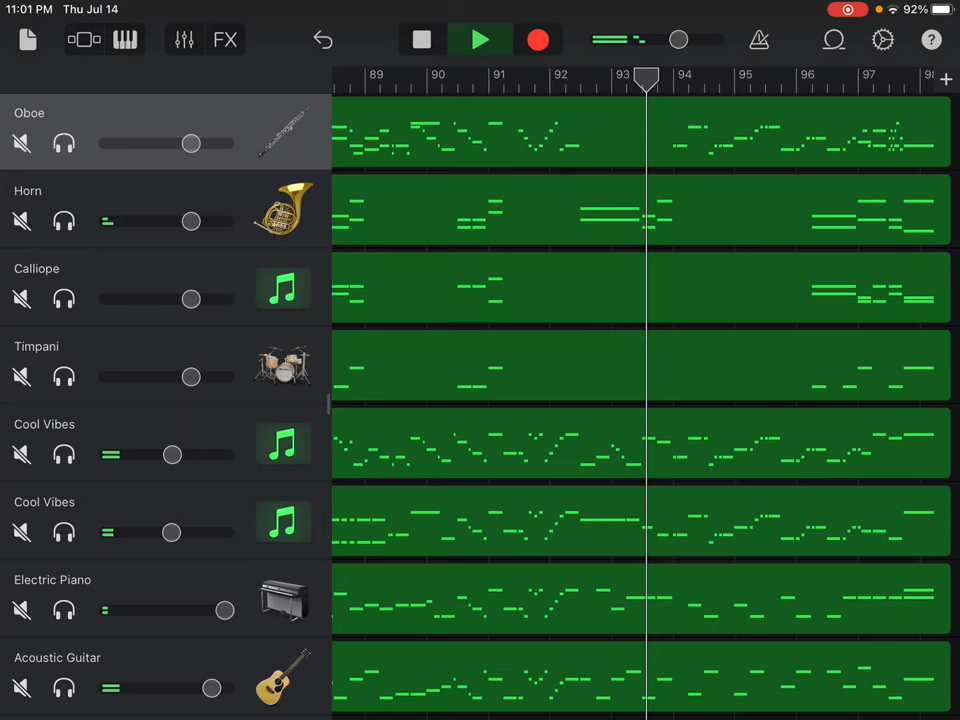 11:01 PM Thu Jul 14
92%
FX
?
89 90 91 92 93 94 95 96 97 98
Oboe
Horn
Calliope
Timpani
Cool Vibes
Cool Vibes
Electric Piano
Acoustic Guitar